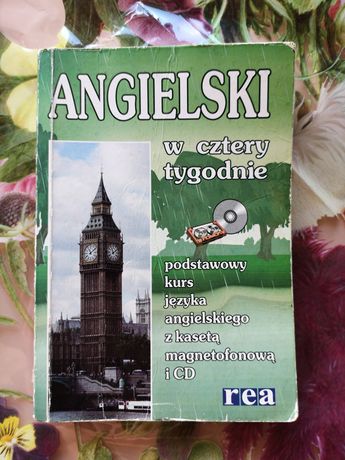 ANGIELSKI
w cztery
tygodnie
podstawowy
kurs
języka
angielskiego
z kasetą
magnetofonową
i CD
rea